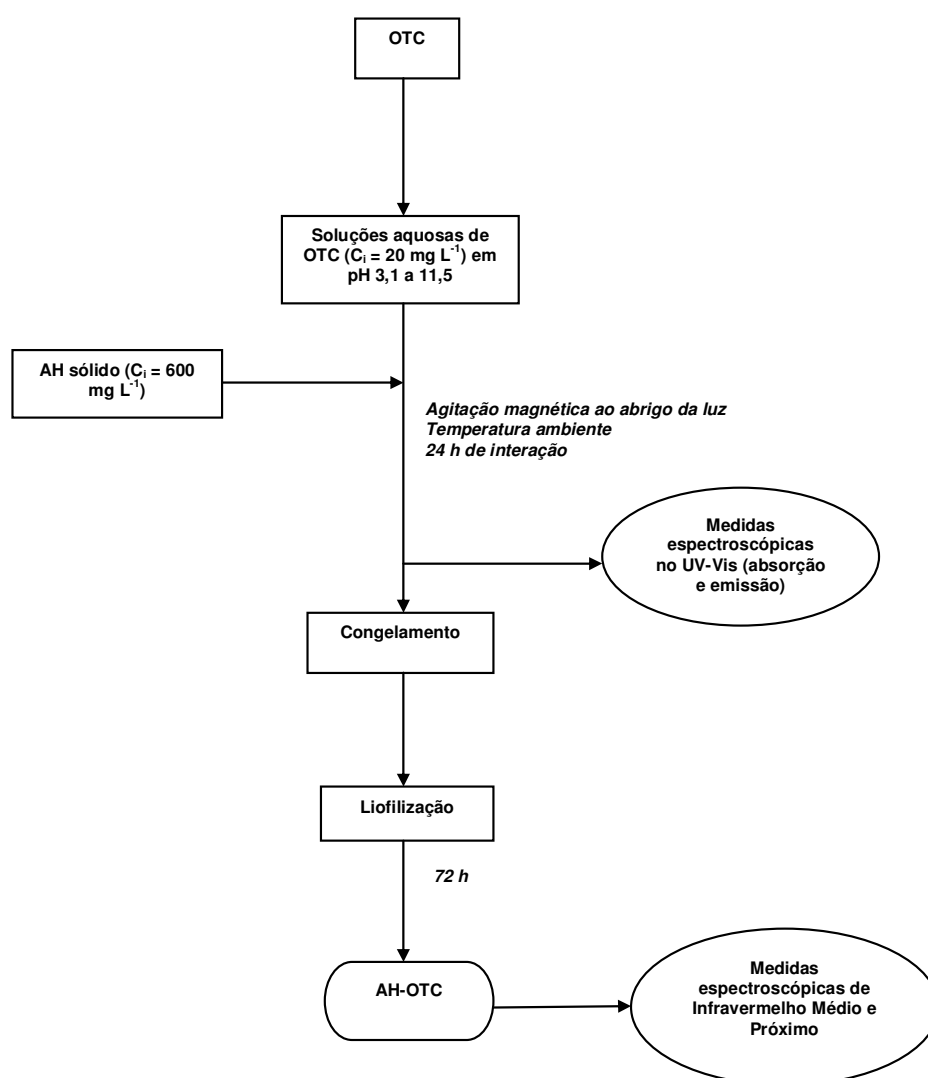 OTC
Soluções aquosas de
OTC (Cᵢ = 20 mg L⁻¹) em
pH 3,1 a 11,5
AH sólido (Cᵢ = 600
mg L⁻¹)
Agitação magnética ao abrigo da luz
Temperatura ambiente
24 h de interação
Medidas
espectroscópicas
no UV-Vis (absorção
e emissão)
Congelamento
Liofilização
72 h
AH-OTC
Medidas
espectroscópicas de
Infravermelho Médio e
Próximo